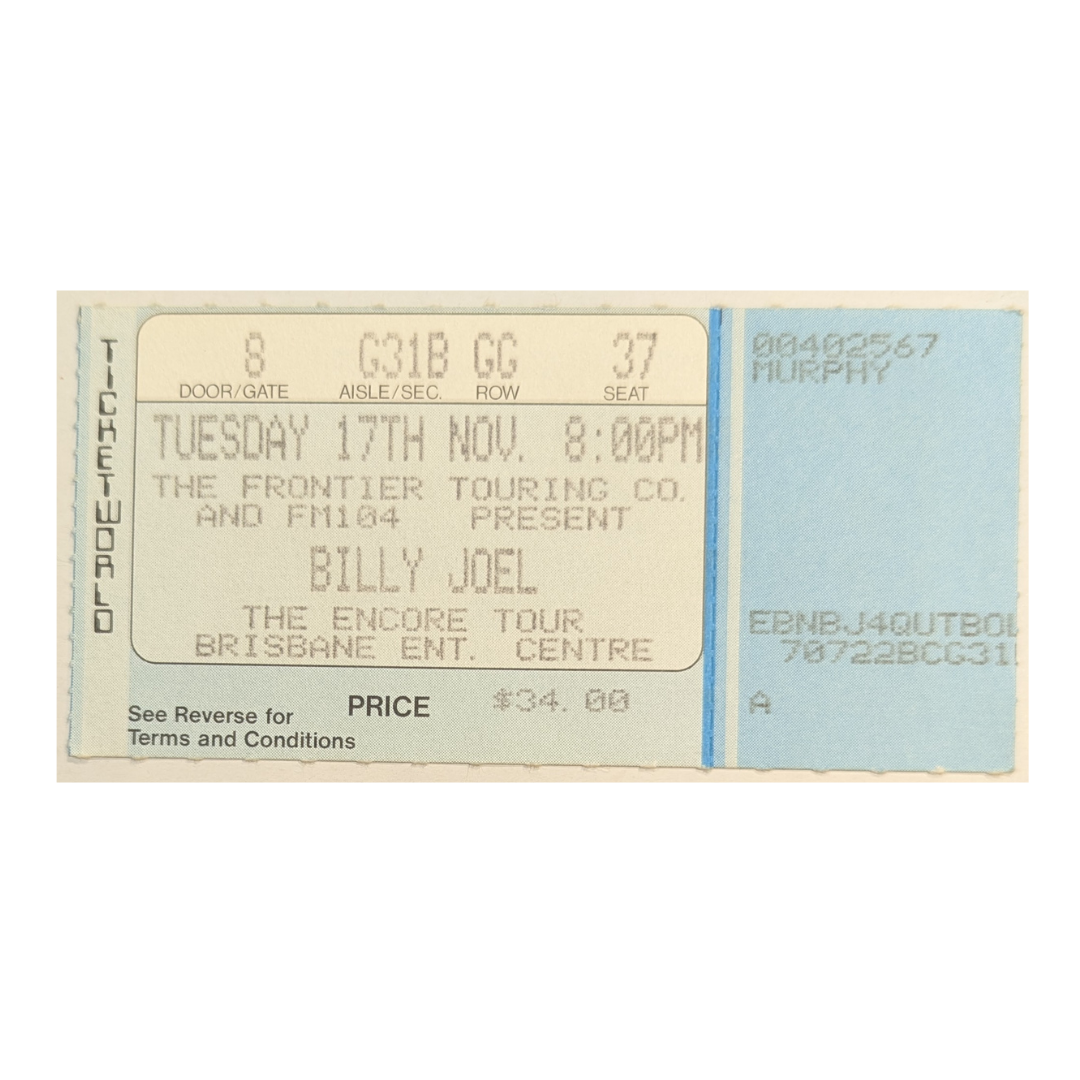 TICKETWORLD
8 G31B GG 37
DOOR/GATE AISLE/SEC. ROW SEAT
TUESDAY 17TH NOV. 8:00PM
THE FRONTIER TOURING CO.
AND FM104 PRESENT
BILLY JOEL
THE ENCORE TOUR
BRISBANE ENT. CENTRE
See Reverse for
Terms and Conditions
PRICE $34.00
00402567
MURPHY
70722BCG31
A